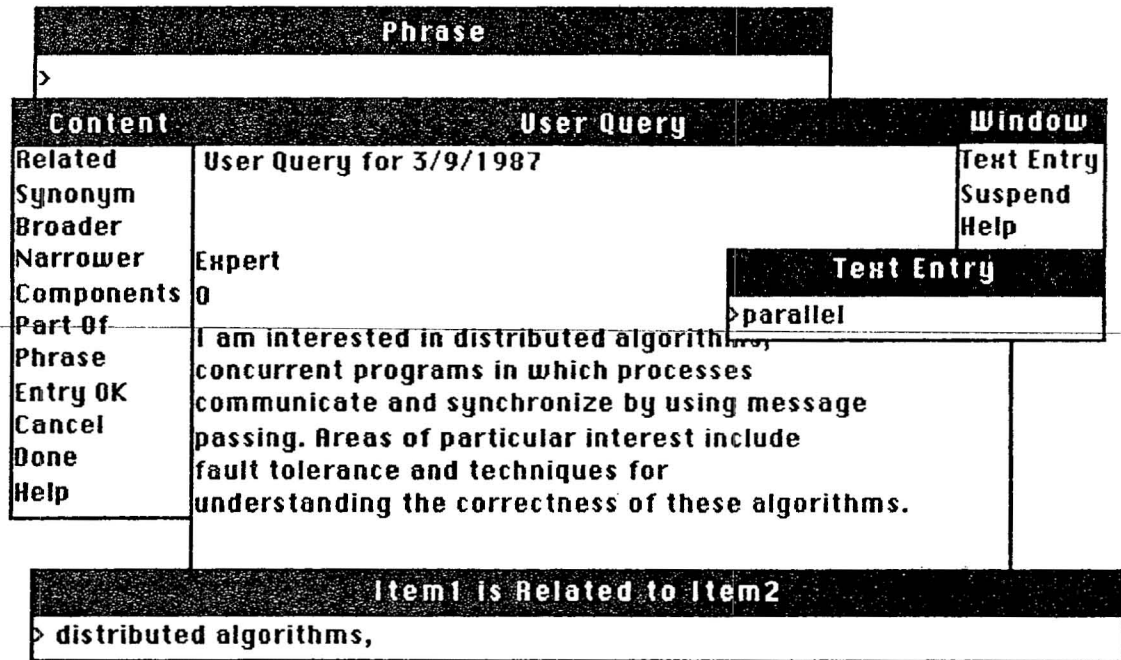 Phrase
>
Content
User Query
Window
Related
Synonym
Broader
Narrower
Components
Part Of
Phrase
Entry OK
Cancel
Done
Help
User Query for 3/9/1987
Expert
0
I am interested in distributed algorithms,
concurrent programs in which processes
communicate and synchronize by using message
passing. Areas of particular interest include
fault tolerance and techniques for
understanding the correctness of these algorithms.
Text Entry
Suspend
Help
Text Entry
>parallel
Item1 is Related to Item2
> distributed algorithms,